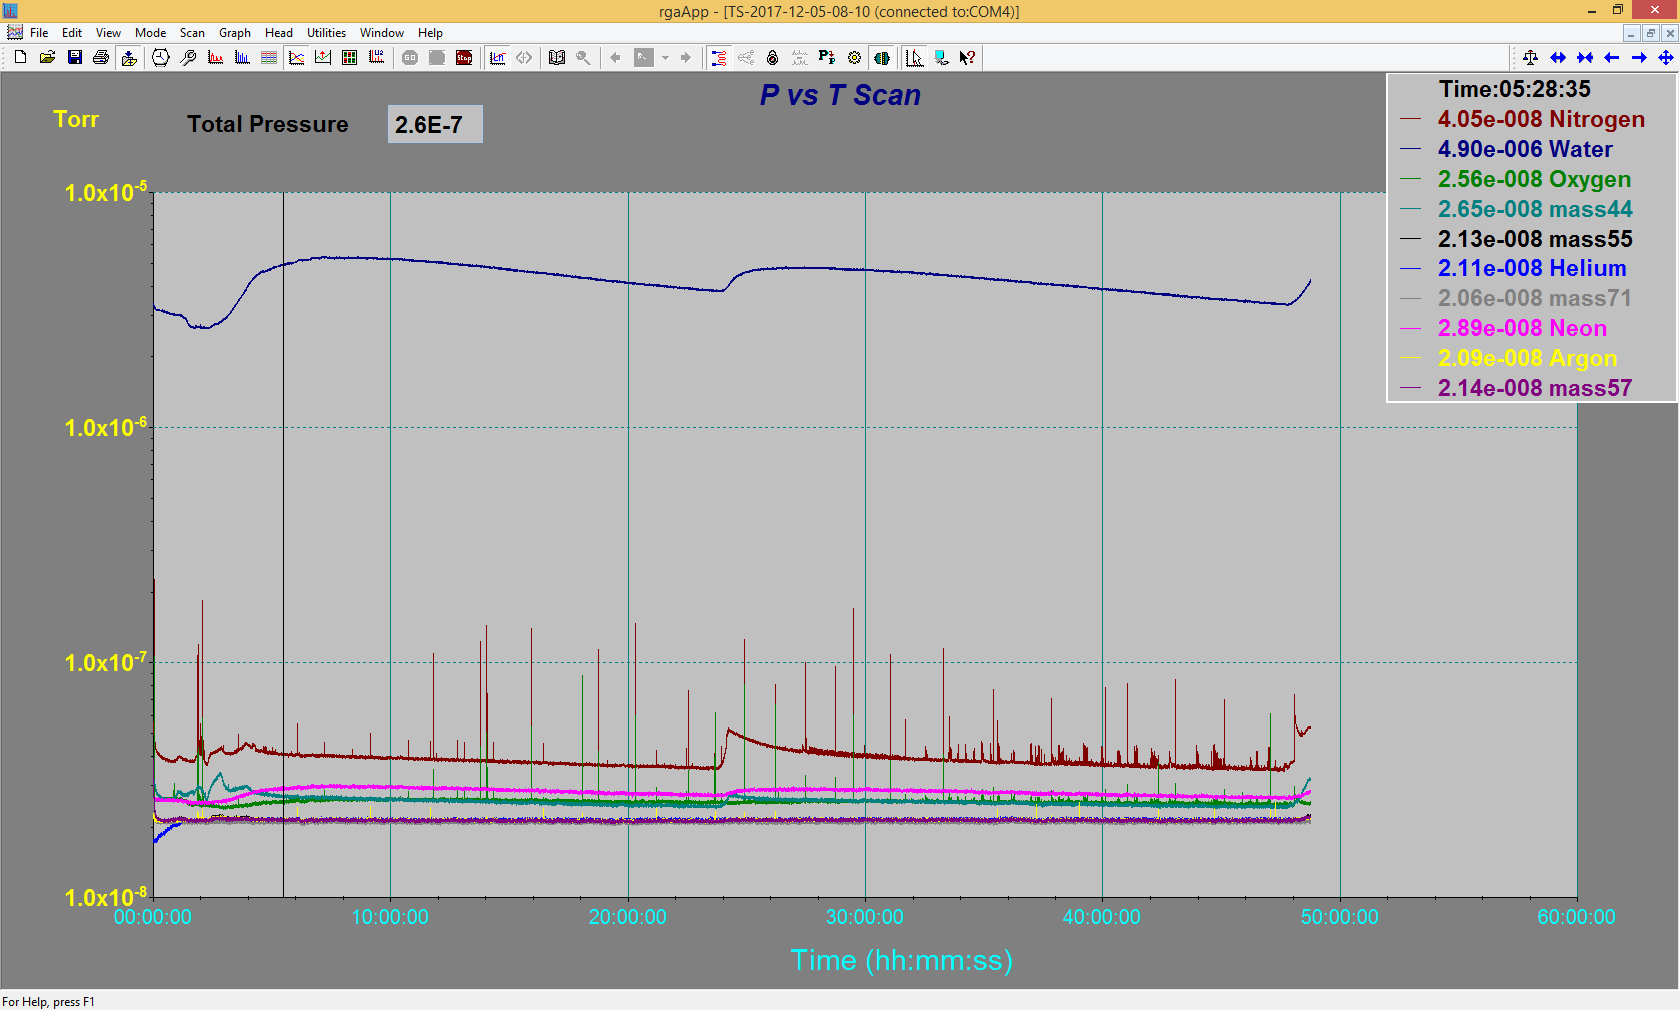 rgaApp - [TS-2017-12-05-08-10 (connected to:COM4)]
File Edit View Mode Scan Graph Head Utilities Window Help
P vs T Scan
Torr
Total Pressure 2.6E-7
Time:05:28:35
4.05e-008 Nitrogen
4.90e-006 Water
2.56e-008 Oxygen
2.65e-008 mass44
2.13e-008 mass55
2.11e-008 Helium
2.06e-008 mass71
2.89e-008 Neon
2.09e-008 Argon
2.14e-008 mass57
1.0x10-5
1.0x10-6
1.0x10-7
1.0x10-8
00:00:00 10:00:00 20:00:00 30:00:00 40:00:00 50:00:00 60:00:00
Time (hh:mm:ss)
For Help, press F1